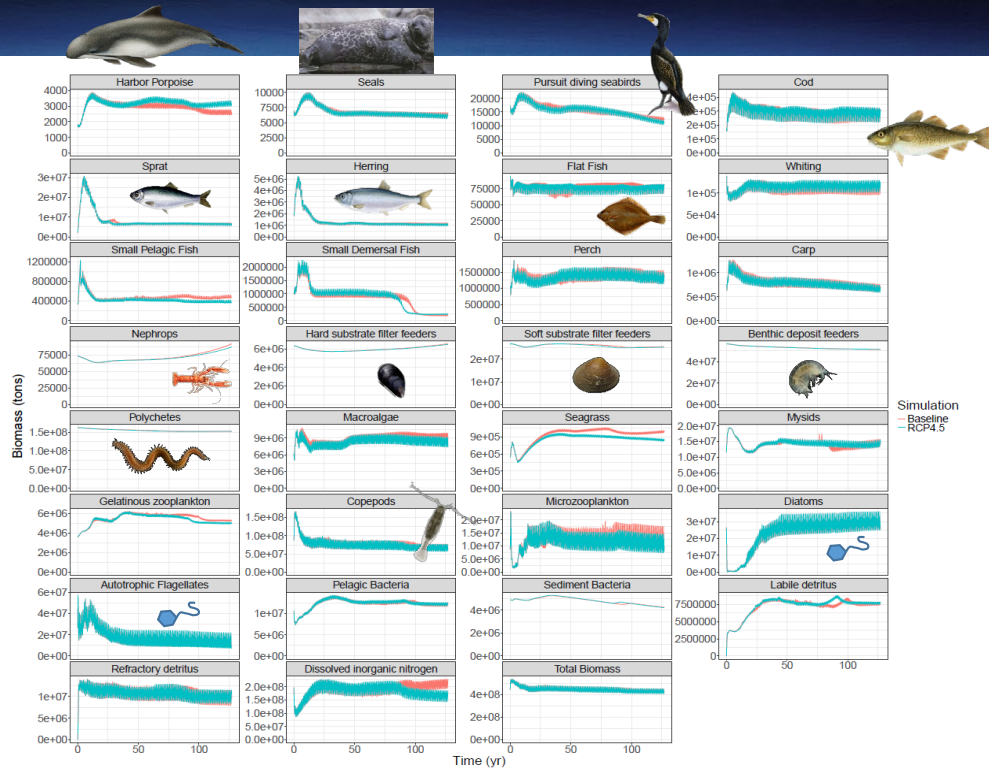 Harbor Porpoise
Seals
Pursuit diving seabirds
Cod
4000
3000
2000
1000
0
10000
7500
5000
2500
0
20000
15000
10000
5000
0
4e+05
3e+05
2e+05
1e+05
0e+00
Sprat
Herring
Flat Fish
Whiting
3e+07
2e+07
1e+07
0e+00
5e+06
4e+06
3e+06
2e+06
1e+06
0e+00
75000
50000
25000
0
1e+05
5e+04
0e+00
Small Pelagic Fish
Small Demersal Fish
Perch
Carp
1200000
800000
400000
0
2000000
1500000
1000000
500000
0
1500000
1000000
500000
0
1e+06
5e+05
0e+00
Nephrops
Hard substrate filter feeders
Soft substrate filter feeders
Benthic deposit feeders
75000
50000
25000
0
6e+06
4e+06
2e+06
0e+00
2e+07
1e+07
0e+00
4e+07
2e+07
0e+00
Polychetes
Macroalgae
Seagrass
Mysids
1.5e+08
1.0e+08
5.0e+07
0.0e+00
9e+06
6e+06
3e+06
0e+00
9e+05
6e+05
3e+05
0e+00
2.0e+07
1.5e+07
1.0e+07
5.0e+06
0.0e+00
Gelatinous zooplankton
Copepods
Microzooplankton
Diatoms
6e+06
4e+06
2e+06
0e+00
1.5e+08
1.0e+08
5.0e+07
0.0e+00
2.0e+07
1.5e+07
1.0e+07
5.0e+06
0.0e+00
3e+07
2e+07
1e+07
0e+00
Autotrophic Flagellates
Pelagic Bacteria
Sediment Bacteria
Labile detritus
6e+07
4e+07
2e+07
0e+00
1e+07
5e+06
0e+00
4e+06
2e+06
0e+00
7500000
5000000
2500000
0
Refractory detritus
Dissolved inorganic nitrogen
Total Biomass
1e+07
5e+06
0e+00
2.0e+08
1.5e+08
1.0e+08
5.0e+07
0.0e+00
4e+08
2e+08
0e+00
0 50 100
0 50 100
0 50 100
0 50 100
Time (yr)
Biomass (tons)
Simulation
Baseline
RCP4.5